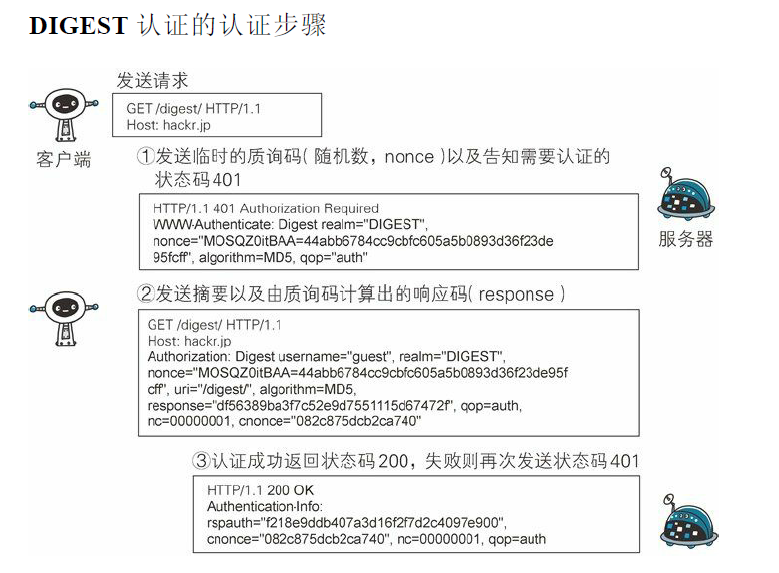 DIGEST 认证的认证步骤
发送请求
GET /digest/ HTTP/1.1
Host: hackr.jp
客户端
①发送临时的质询码(随机数，nonce)以及告知需要认证的
状态码401
HTTP/1.1 401 Authorization Required
WWW-Authenticate: Digest realm="DIGEST",
nonce="MOSQZ0itBAA=44abb6784cc9cbfc605a5b0893d36f23de
95fcff", algorithm=MD5, qop="auth"
服务器
②发送摘要以及由质询码计算出的响应码(response)
GET /digest/ HTTP/1.1
Host: hackr.jp
Authorization: Digest username="guest", realm="DIGEST",
nonce="MOSQZ0itBAA=44abb6784cc9cbfc605a5b0893d36f23de95f
cff", uri="/digest/", algorithm=MD5,
response="df56389ba3f7c52e9d7551115d67472f", qop=auth,
nc=00000001, cnonce="082c875dcb2ca740"
③认证成功返回状态码200，失败则再次发送状态码401
HTTP/1.1 200 OK
Authentication-Info:
rspauth="f218e9ddb407a3d16f2f7d2c4097e900",
cnonce="082c875dcb2ca740", nc=00000001, qop=auth